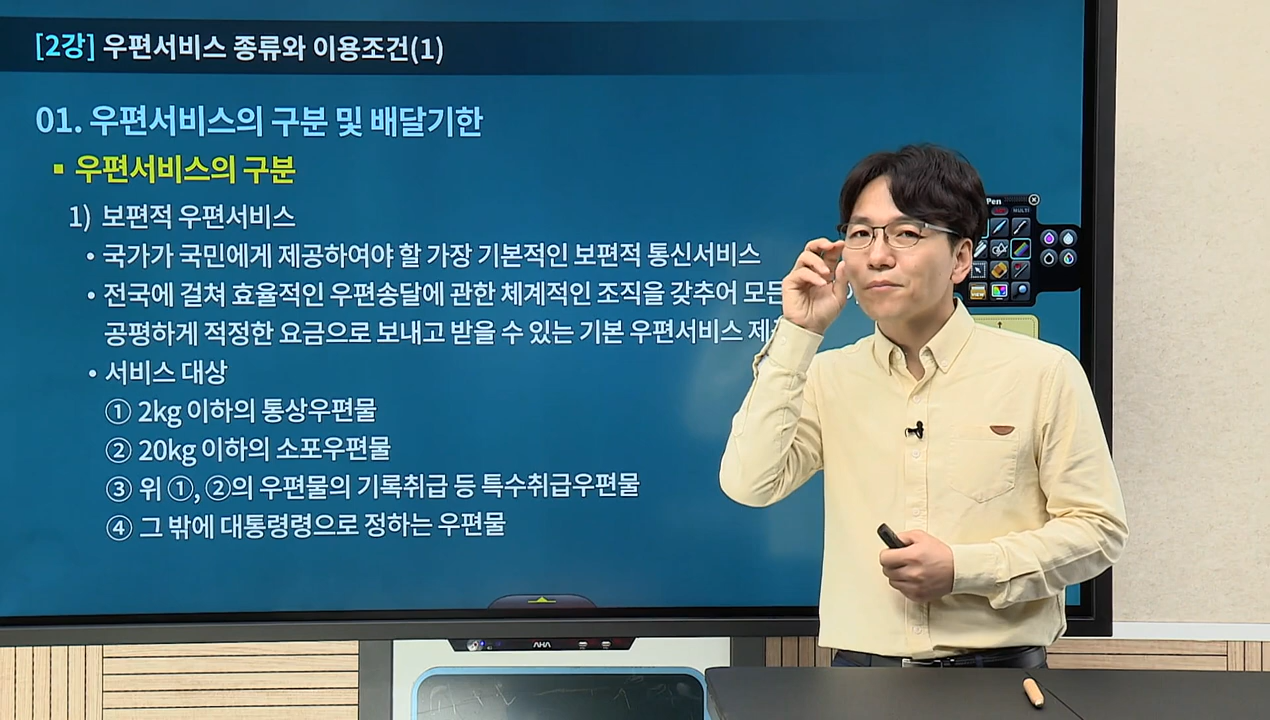 [2강] 우편서비스 종류와 이용조건(1)
01. 우편서비스의 구분 및 배달기한
▪ 우편서비스의 구분
1) 보편적 우편서비스
• 국가가 국민에게 제공하여야 할 가장 기본적인 보편적 통신서비스
• 전국에 걸쳐 효율적인 우편송달에 관한 체계적인 조직을 갖추어
공평하게 적정한 요금으로 보내고 받을 수 있는 기본 우편서비스
• 서비스 대상
① 2kg 이하의 통상우편물
② 20kg 이하의 소포우편물
③ 위 ①, ②의 우편물의 기록취급 등 특수취급우편물
④ 그 밖에 대통령령으로 정하는 우편물
Pen
MULTI
VIEW
AHA